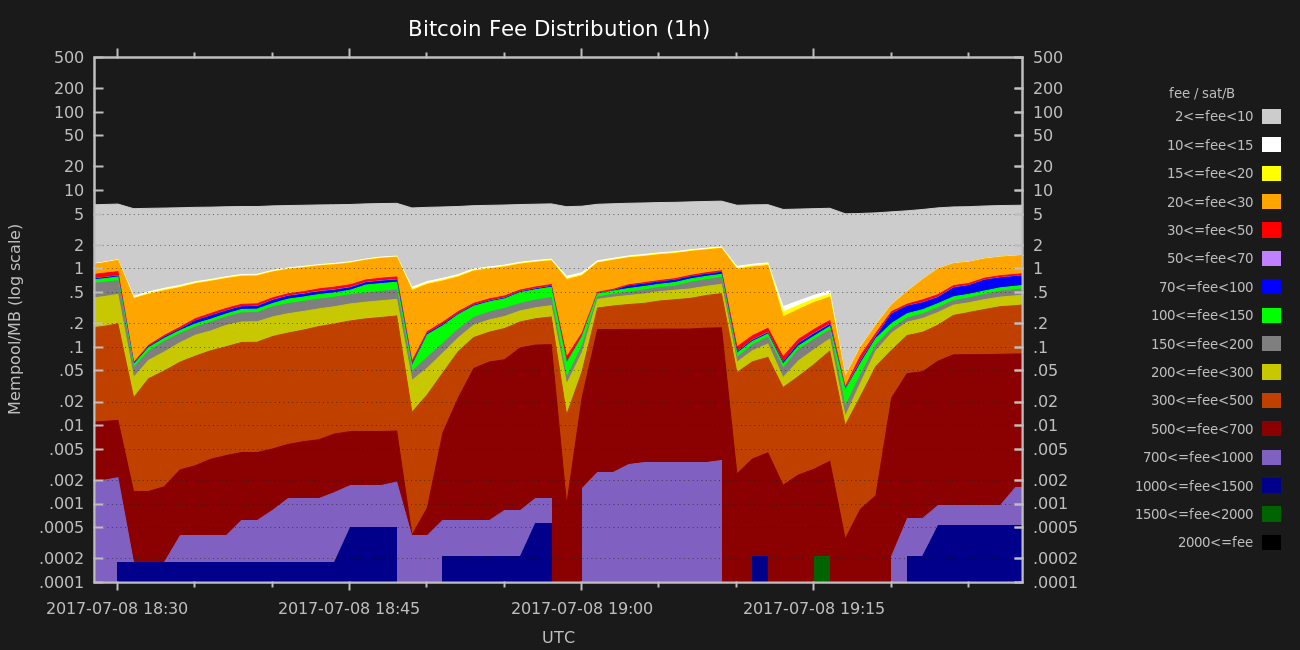 Bitcoin Fee Distribution (1h)
500
200
100
50
20
10
5
2
1
.5
.2
.1
.05
.02
.01
.005
.002
.001
.0005
.0002
.0001
Mempool/MB (log scale)
500
200
100
50
20
10
5
2
1
.5
.2
.1
.05
.02
.01
.005
.002
.001
.0005
.0002
.0001
2017-07-08 18:30
2017-07-08 18:45
2017-07-08 19:00
2017-07-08 19:15
UTC
fee / sat/B
2<=fee<10
10<=fee<15
15<=fee<20
20<=fee<30
30<=fee<50
50<=fee<70
70<=fee<100
100<=fee<150
150<=fee<200
200<=fee<300
300<=fee<500
500<=fee<700
700<=fee<1000
1000<=fee<1500
1500<=fee<2000
2000<=fee